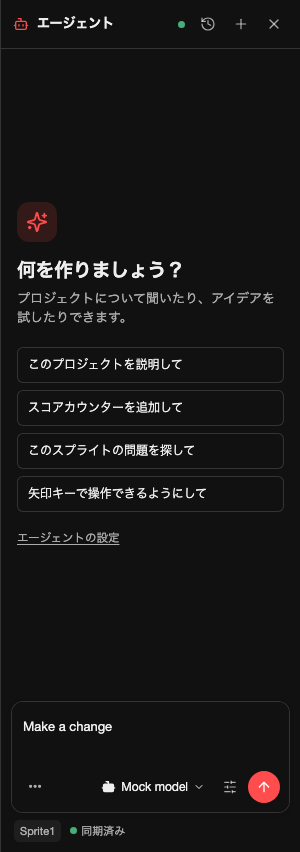 エージェント
何を作りましょう？
プロジェクトについて聞いたり、アイデアを
試したりできます。
このプロジェクトを説明して
スコアカウンターを追加して
このスプライトの問題を探して
矢印キーで操作できるようにして
エージェントの設定
Make a change
Mock model
Sprite1
同期済み